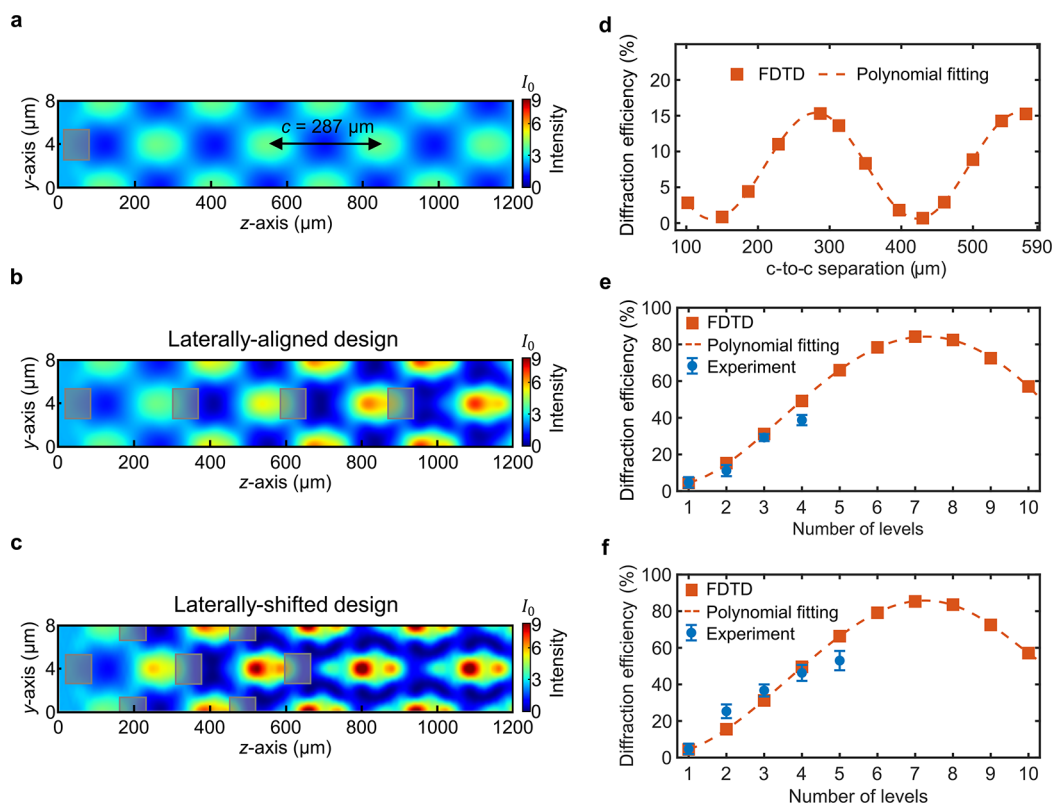 a
I0
8
4
0
y-axis (µm)
c = 287 µm
9
6
3
0
Intensity
0 200 400 600 800 1000 1200
z-axis (µm)
b
Laterally-aligned design
I0
8
4
0
y-axis (µm)
9
6
3
0
Intensity
0 200 400 600 800 1000 1200
z-axis (µm)
c
Laterally-shifted design
I0
8
4
0
y-axis (µm)
9
6
3
0
Intensity
0 200 400 600 800 1000 1200
z-axis (µm)
d
Diffraction efficiency (%)
20
15
10
5
0
FDTD Polynomial fitting
100 200 300 400 500 590
c-to-c separation (µm)
e
Diffraction efficiency (%)
100
80
60
40
20
0
FDTD
Polynomial fitting
Experiment
1 2 3 4 5 6 7 8 9 10
Number of levels
f
Diffraction efficiency (%)
100
80
60
40
20
0
FDTD
Polynomial fitting
Experiment
1 2 3 4 5 6 7 8 9 10
Number of levels